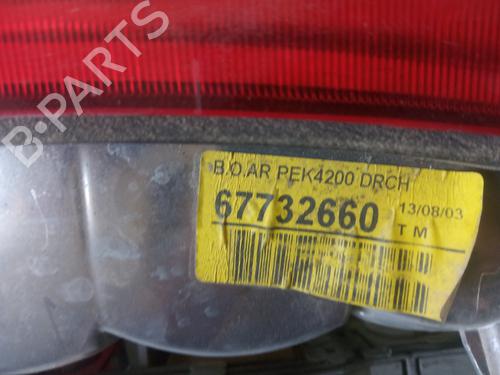 B-PARTS
B.O.AR PEK4200 DRCH
67732660
13/08/03
T M